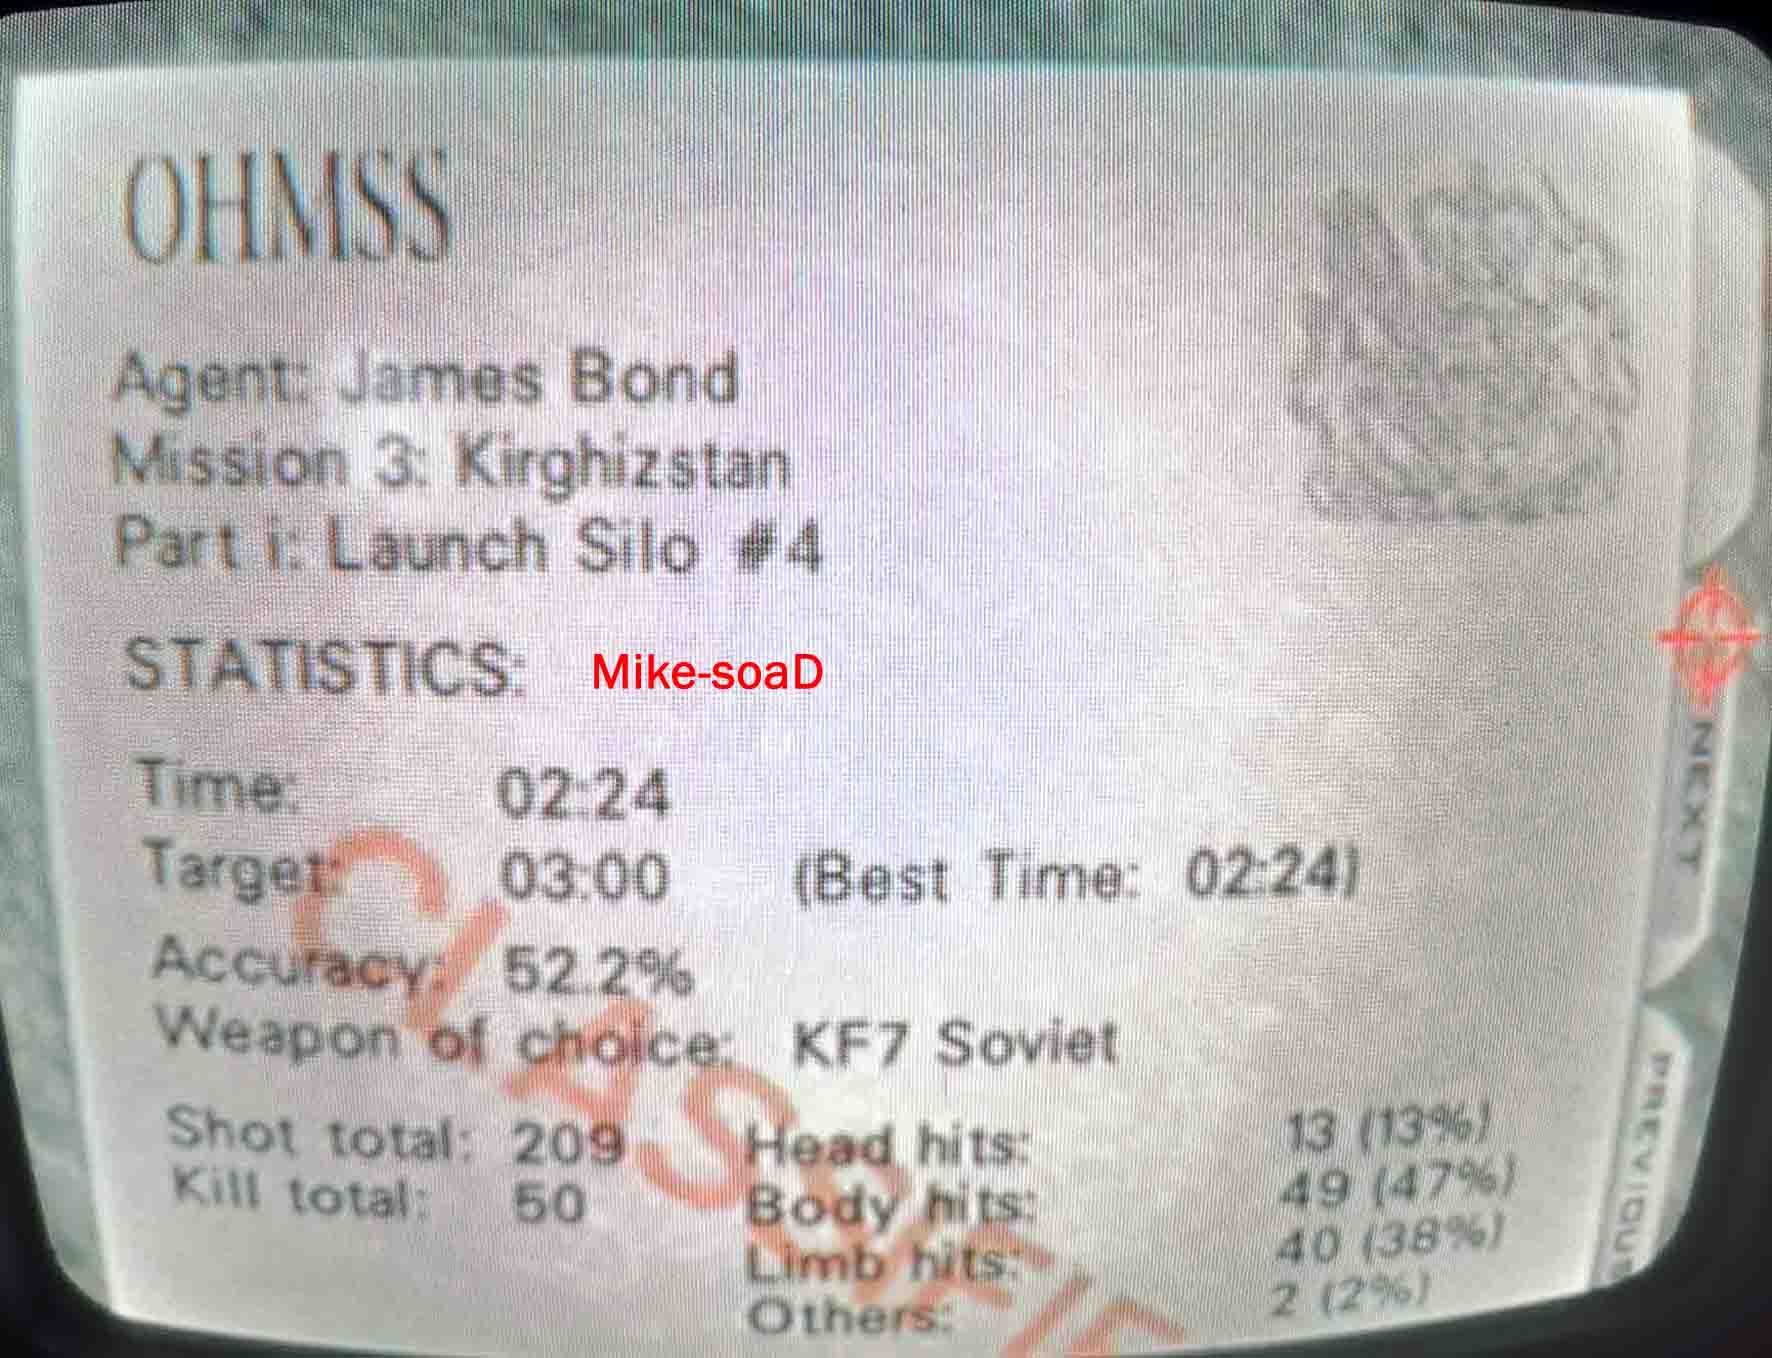 OHMSS
Agent: James Bond
Mission 3: Kirghizstan
Part i: Launch Silo #4
STATISTICS: Mike-soaD
Time: 02:24
Target: 03:00 (Best Time: 02:24)
Accuracy: 52.2%
Weapon of choice: KF7 Soviet
Shot total: 209 Head hits: 13 (13%)
Kill total: 50 Body hits: 49 (47%)
Limb hits: 40 (38%)
Others: 2 (2%)
NEXT
PREVIOUS